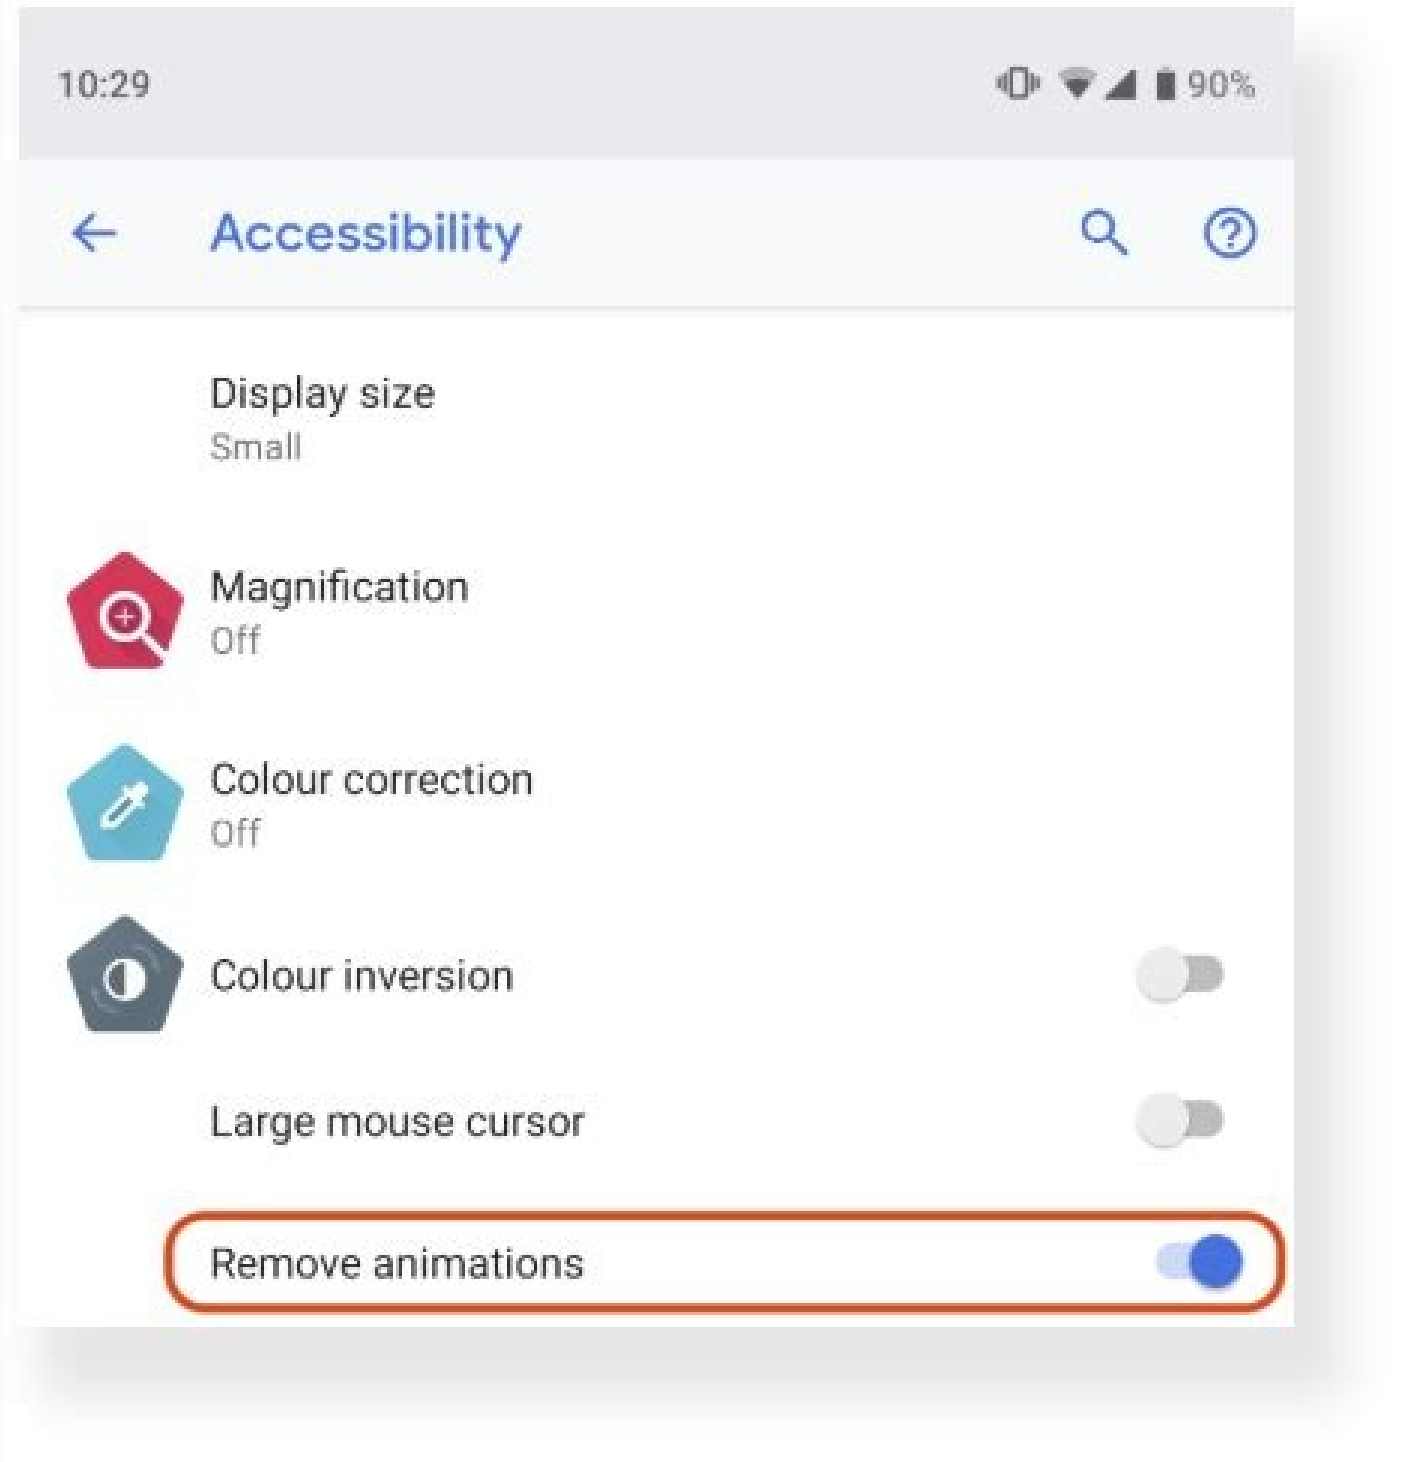 10:29 90%
Accessibility
Display size
Small
Magnification
Off
Colour correction
Off
Colour inversion
Large mouse cursor
Remove animations